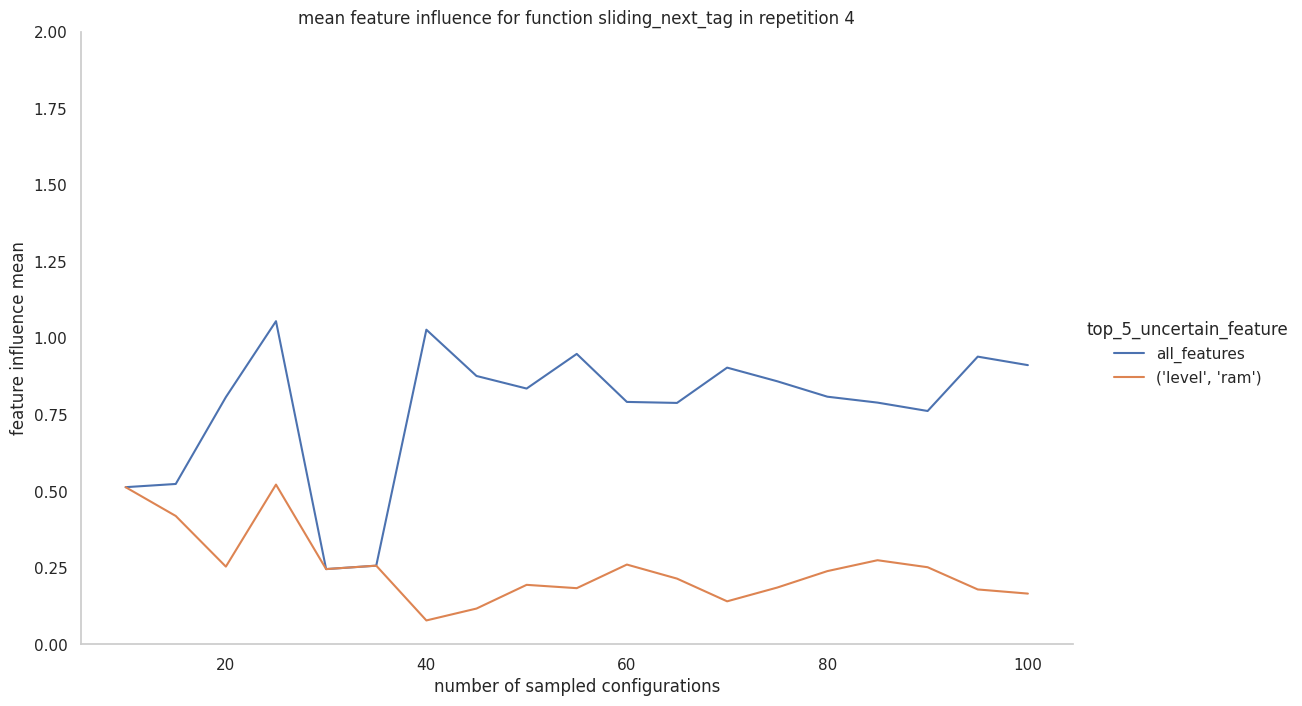 mean feature influence for function sliding_next_tag in repetition 4
2.00
1.75
1.50
1.25
1.00
0.75
0.50
0.25
0.00
feature influence mean
20
40
60
80
100
number of sampled configurations
top_5_uncertain_feature
all_features
('level', 'ram')